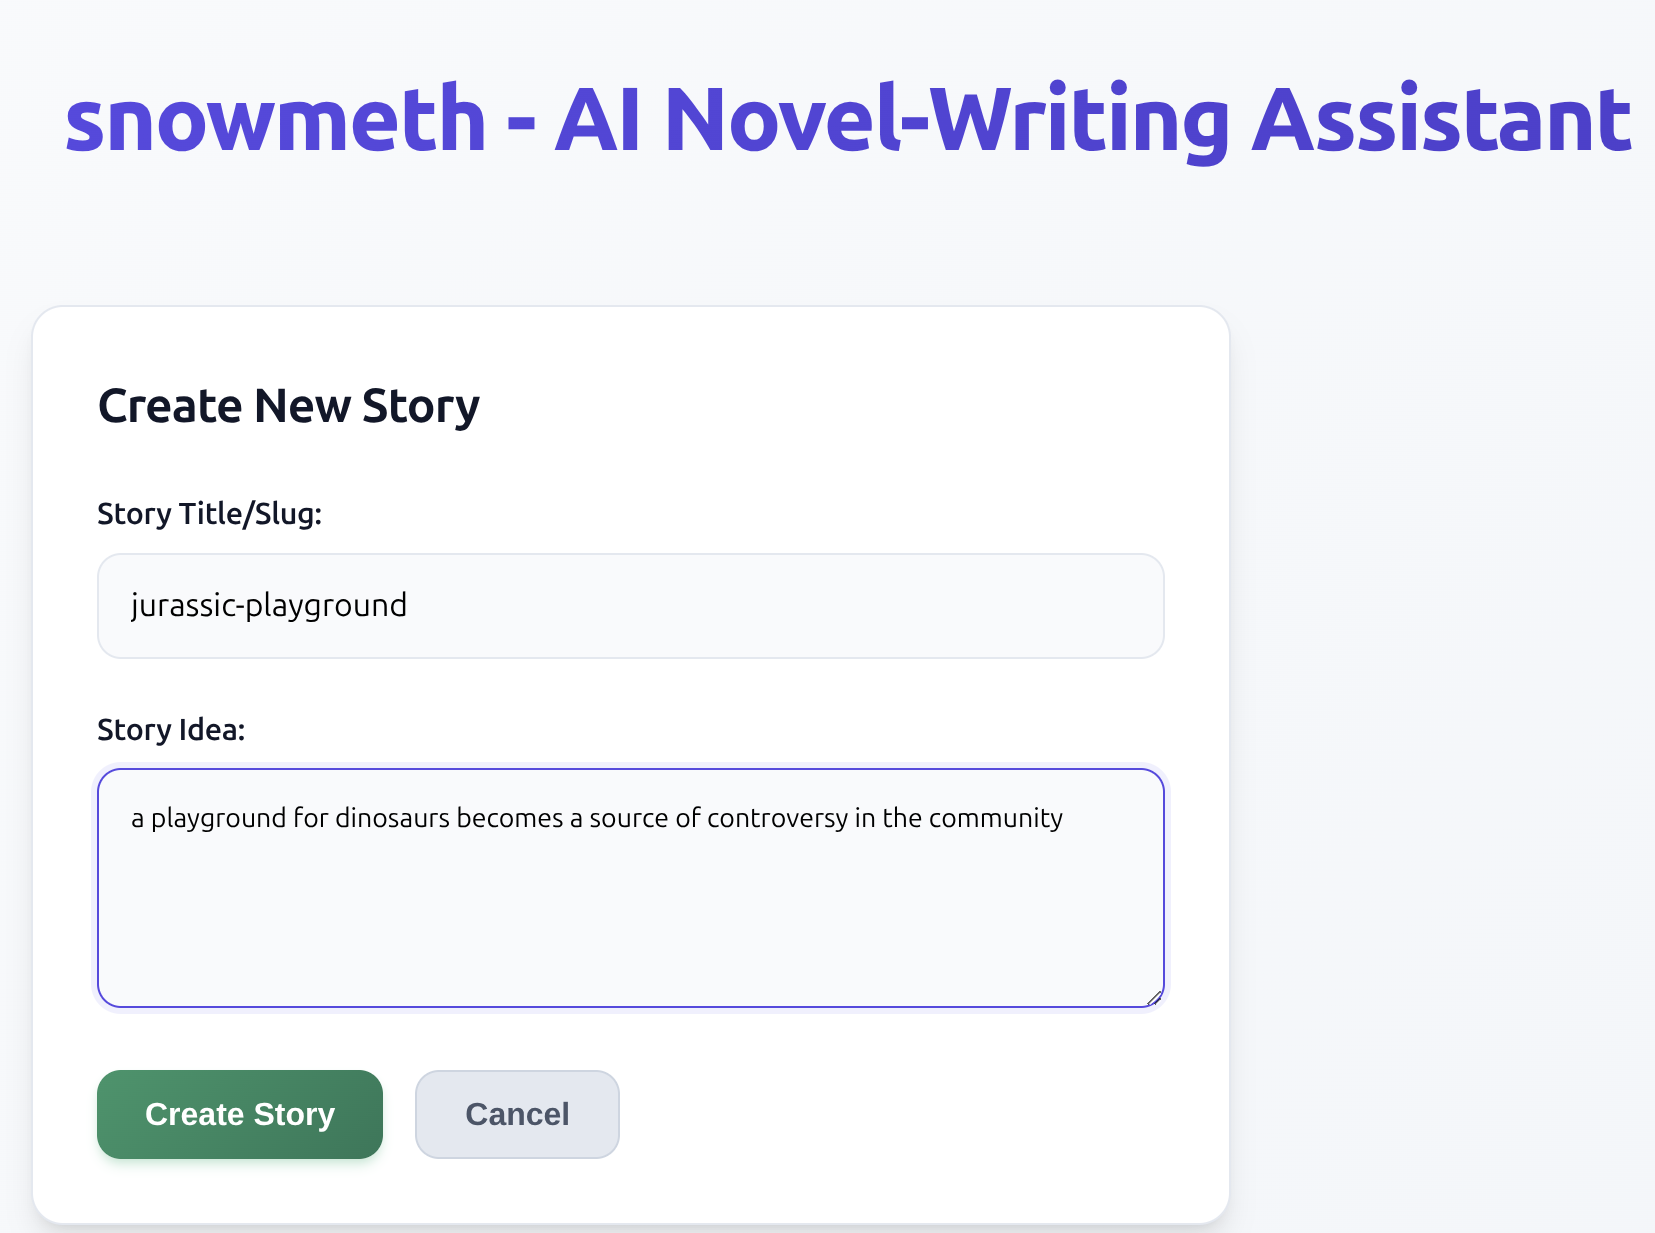 snowmeth - AI Novel-Writing Assistant
Create New Story
Story Title/Slug:
jurassic-playground
Story Idea:
a playground for dinosaurs becomes a source of controversy in the community
Create Story
Cancel